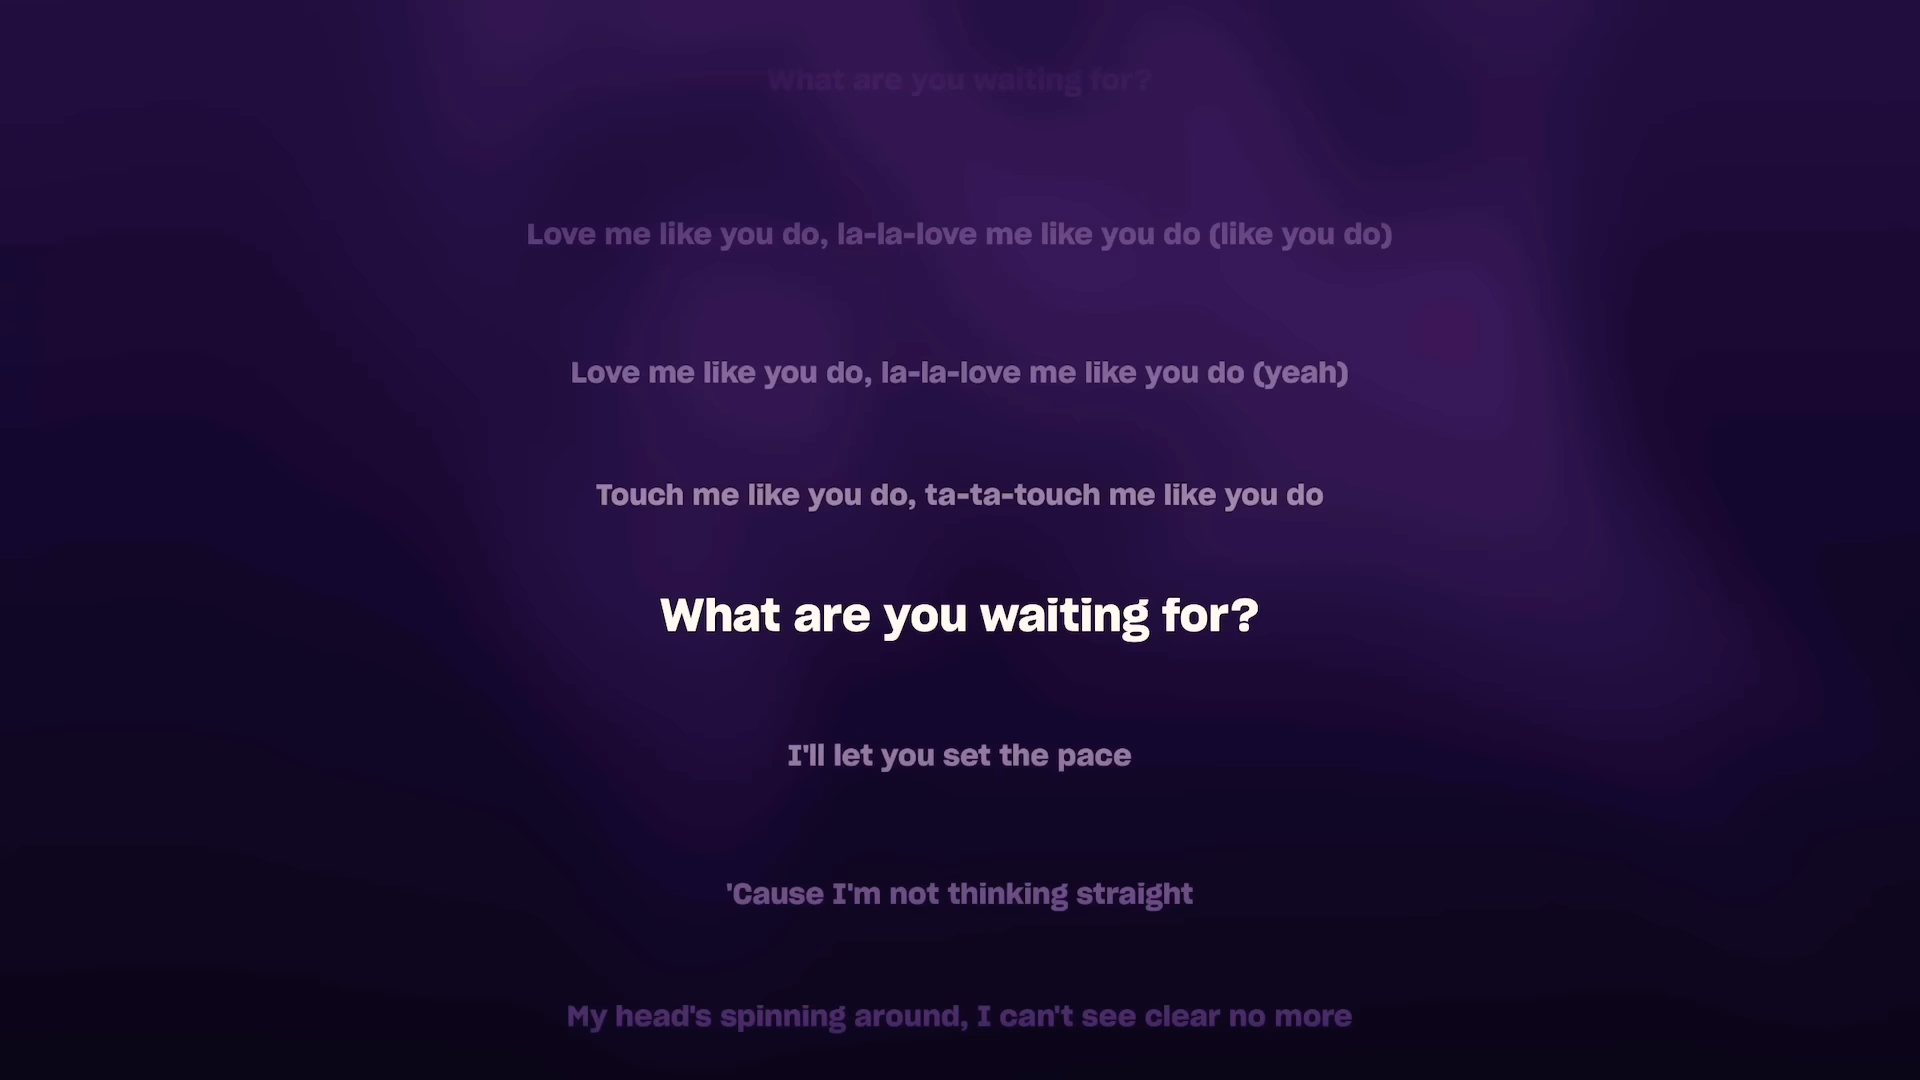 What are you waiting for?
Love me like you do, la-la-love me like you do (like you do)
Love me like you do, la-la-love me like you do (yeah)
Touch me like you do, ta-ta-touch me like you do
What are you waiting for?
I'll let you set the pace
'Cause I'm not thinking straight
My head's spinning around, I can't see clear no more